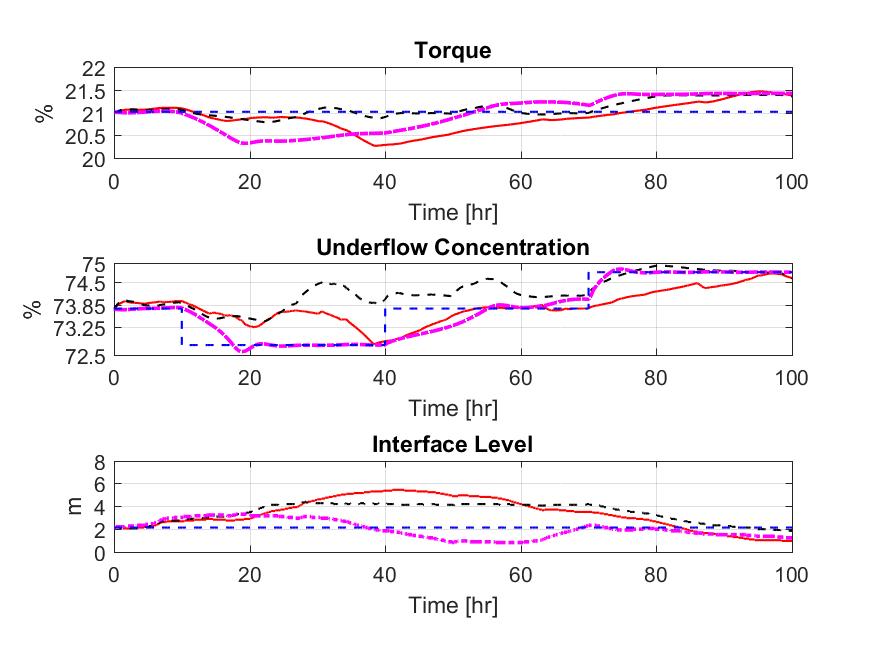 Torque
22
21.5
21
20.5
20
%
0 20 40 60 80 100
Time [hr]
Underflow Concentration
75
74.5
73.85
73.25
72.5
%
0 20 40 60 80 100
Time [hr]
Interface Level
8
6
4
2
0
m
0 20 40 60 80 100
Time [hr]